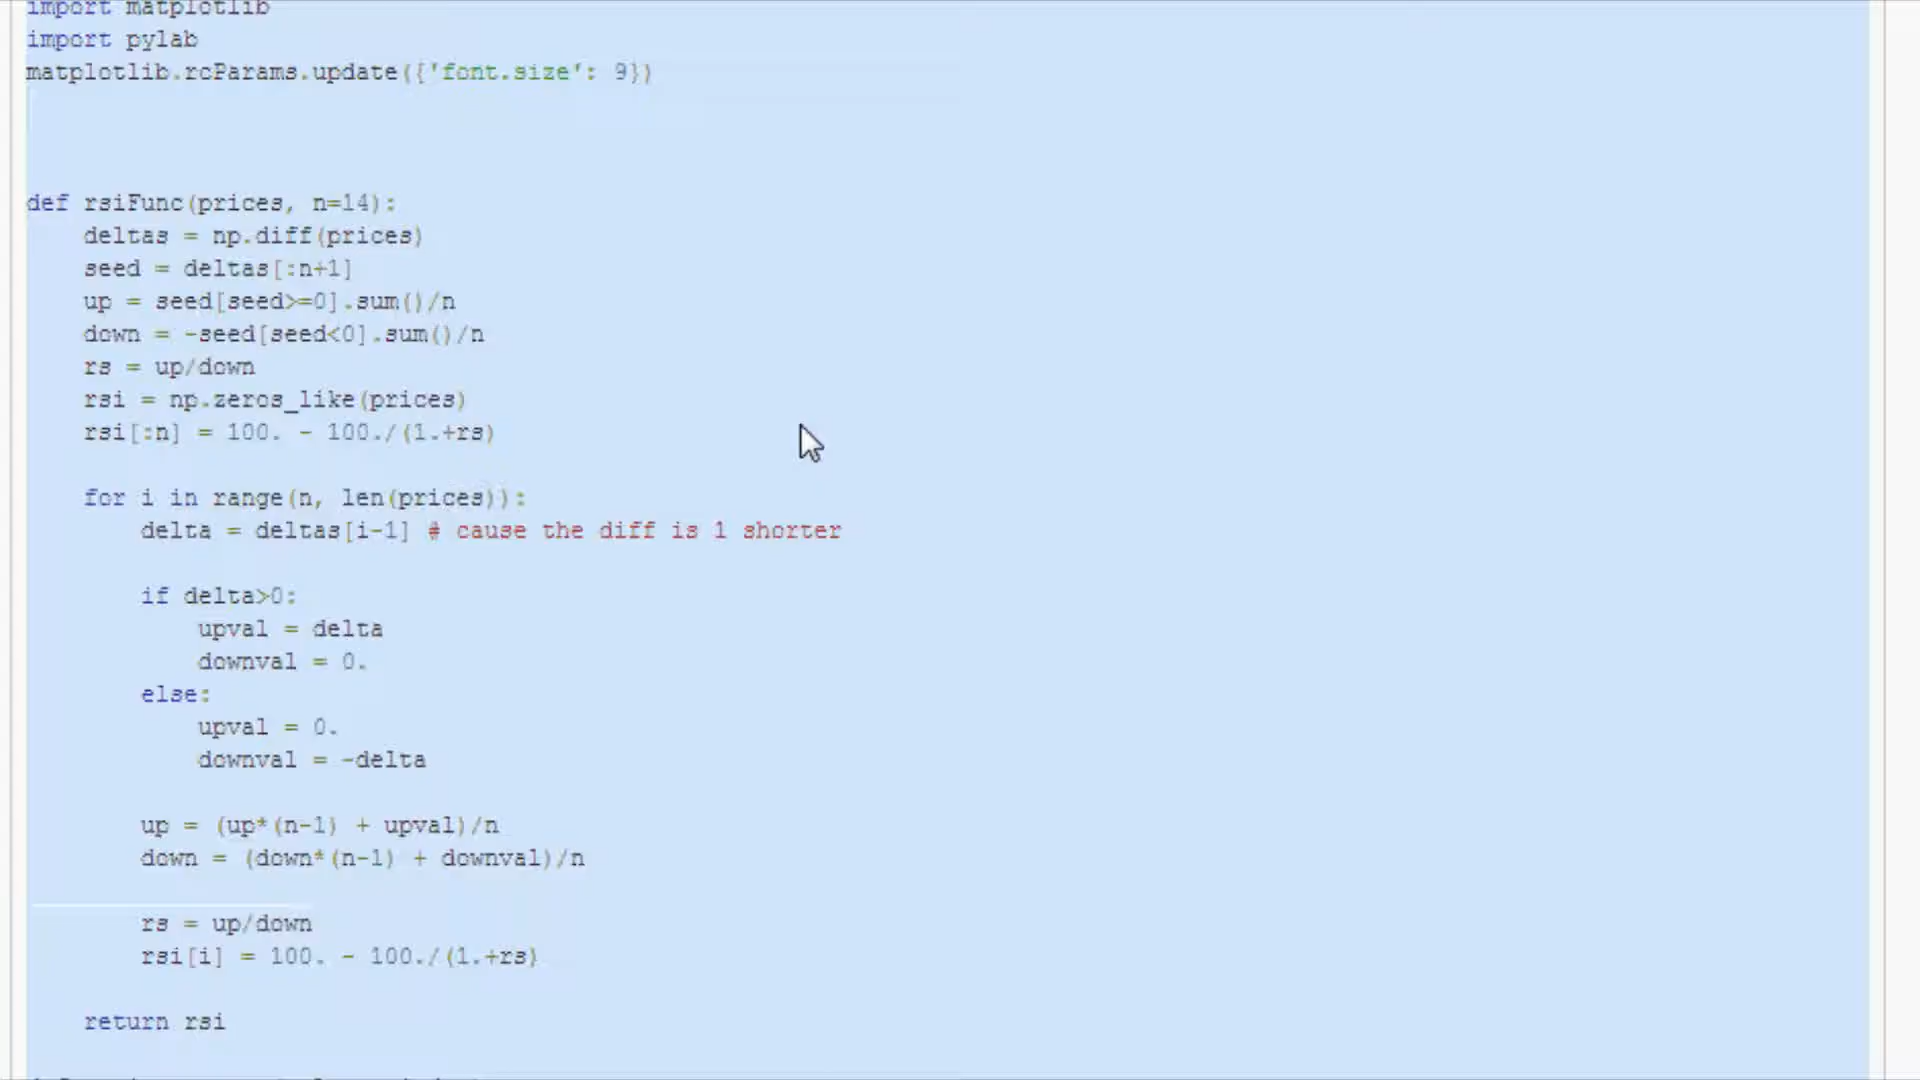 import matplotlib
import pylab
matplotlib.rcParams.update({'font.size': 9})
def rsiFunc(prices, n=14):
    deltas = np.diff(prices)
    seed = deltas[:n+1]
    up = seed[seed>=0].sum()/n
    down = -seed[seed<0].sum()/n
    rs = up/down
    rsi = np.zeros_like(prices)
    rsi[:n] = 100. - 100./(1.+rs)
    for i in range(n, len(prices)):
        delta = deltas[i-1] # cause the diff is 1 shorter
        if delta>0:
            upval = delta
            downval = 0.
        else:
            upval = 0.
            downval = -delta
        up = (up*(n-1) + upval)/n
        down = (down*(n-1) + downval)/n
        rs = up/down
        rsi[i] = 100. - 100./(1.+rs)
    return rsi